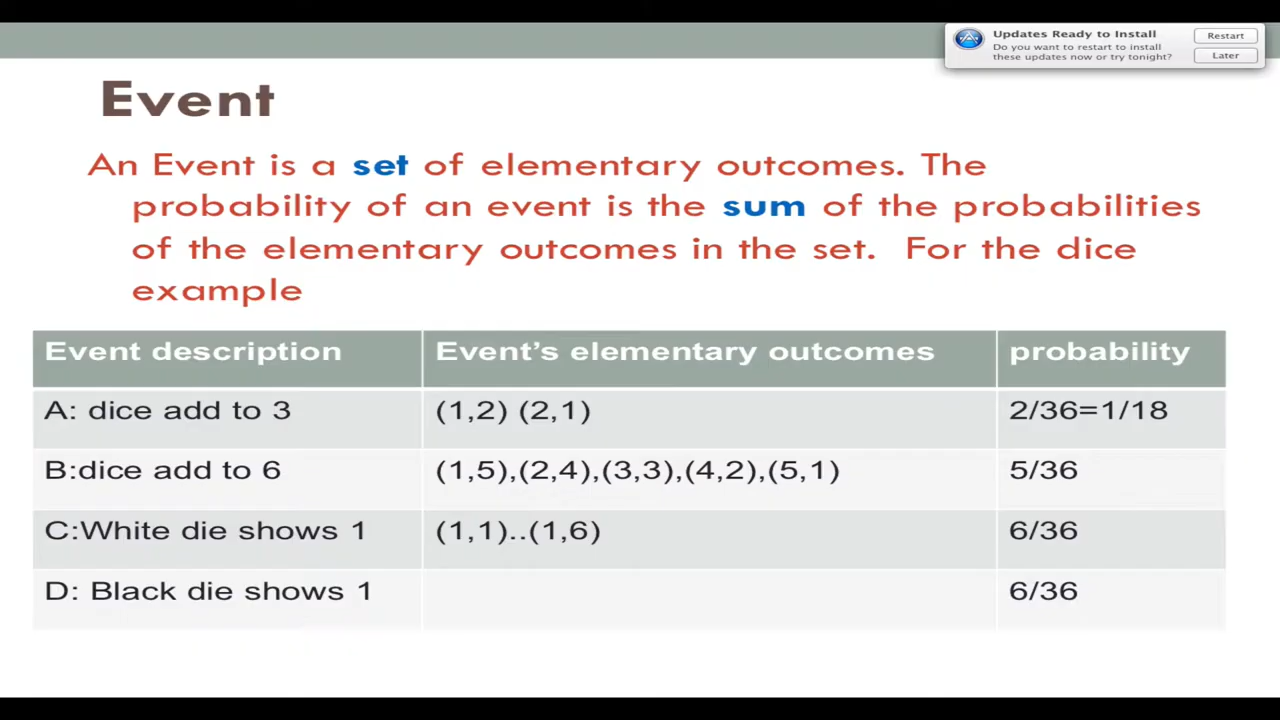 Updates Ready to Install
Restart
Do you want to restart to install
these updates now or try tonight?
Later
Event
An Event is a set of elementary outcomes. The
probability of an event is the sum of the probabilities
of the elementary outcomes in the set. For the dice
example
Event description Event's elementary outcomes probability
A: dice add to 3 (1,2) (2,1) 2/36=1/18
B:dice add to 6 (1,5),(2,4),(3,3),(4,2),(5,1) 5/36
C:White die shows 1 (1,1)..(1,6) 6/36
D: Black die shows 1 6/36